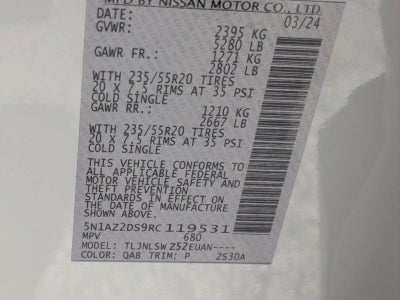 MFD BY NISSAN MOTOR CO., LTD.
DATE: 03/24
GVWR: 2395 KG
5280 LB
GAWR FR.: 1271 KG
2802 LB
WITH 235/55R20 TIRES
20 X 7.5 RIMS AT 35 PSI
COLD SINGLE
GAWR RR.: 1210 KG
2667 LB
WITH 235/55R20 TIRES
20 X 7.5 RIMS AT 35 PSI
COLD SINGLE
THIS VEHICLE CONFORMS TO
ALL APPLICABLE FEDERAL
MOTOR VEHICLE SAFETY AND
THEFT PREVENTION
STANDARDS IN EFFECT ON
THE DATE OF MANUFACTURE
SHOWN ABOVE.
5N1AZ2DS9RC119531
MPV 680
MODEL: TLJNLSWZ52EUAN----
COLOR: QAB TRIM: P ZS30A